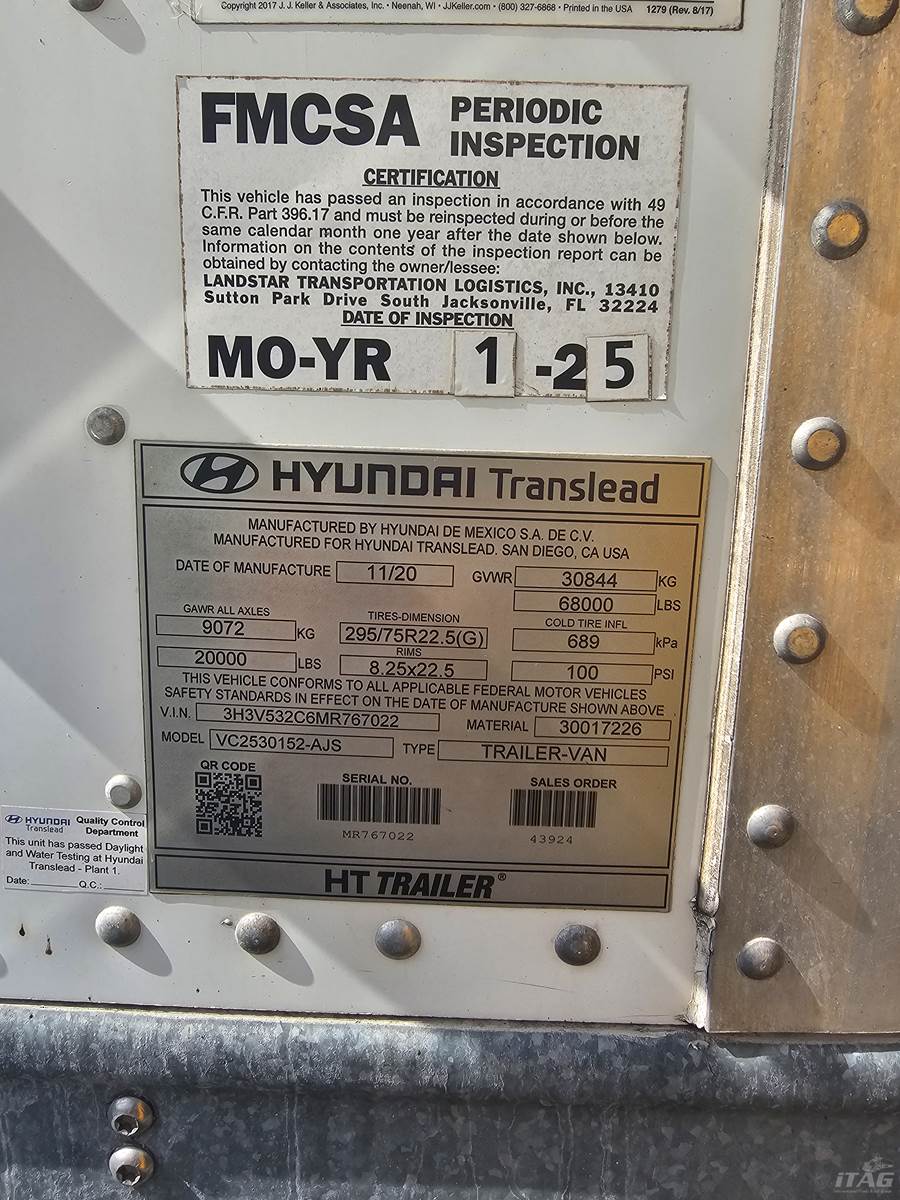 Copyright 2017 J. J. Keller & Associates, Inc. • Neenah, WI • JJKeller.com • (800) 327-6868 • Printed in the USA 1279 (Rev. 8/17)
FMCSA PERIODIC
INSPECTION
CERTIFICATION
This vehicle has passed an inspection in accordance with 49
C.F.R. Part 396.17 and must be reinspected during or before the
same calendar month one year after the date shown below.
Information on the contents of the inspection report can be
obtained by contacting the owner/lessee:
LANDSTAR TRANSPORTATION LOGISTICS, INC., 13410
Sutton Park Drive South Jacksonville, FL 32224
DATE OF INSPECTION
MO-YR 1 -25
HYUNDAI Translead
MANUFACTURED BY HYUNDAI DE MEXICO S.A. DE C.V.
MANUFACTURED FOR HYUNDAI TRANSLEAD. SAN DIEGO, CA USA
DATE OF MANUFACTURE 11/20 GVWR 30844 KG
68000 LBS
GAWR ALL AXLES TIRES-DIMENSION COLD TIRE INFL
9072 KG 295/75R22.5(G) 689 kPa
RIMS
20000 LBS 8.25x22.5 100 PSI
THIS VEHICLE CONFORMS TO ALL APPLICABLE FEDERAL MOTOR VEHICLES
SAFETY STANDARDS IN EFFECT ON THE DATE OF MANUFACTURE SHOWN ABOVE
V.I.N. 3H3V532C6MR767022 MATERIAL 30017226
MODEL VC2530152-AJS TYPE TRAILER-VAN
QR CODE SERIAL NO. SALES ORDER
MR767022 43924
HT TRAILER®
HYUNDAI Translead Quality Control
Department
This unit has passed Daylight
and Water Testing at Hyundai
Translead - Plant 1.
Date:________ Q.C.:________
iTAG